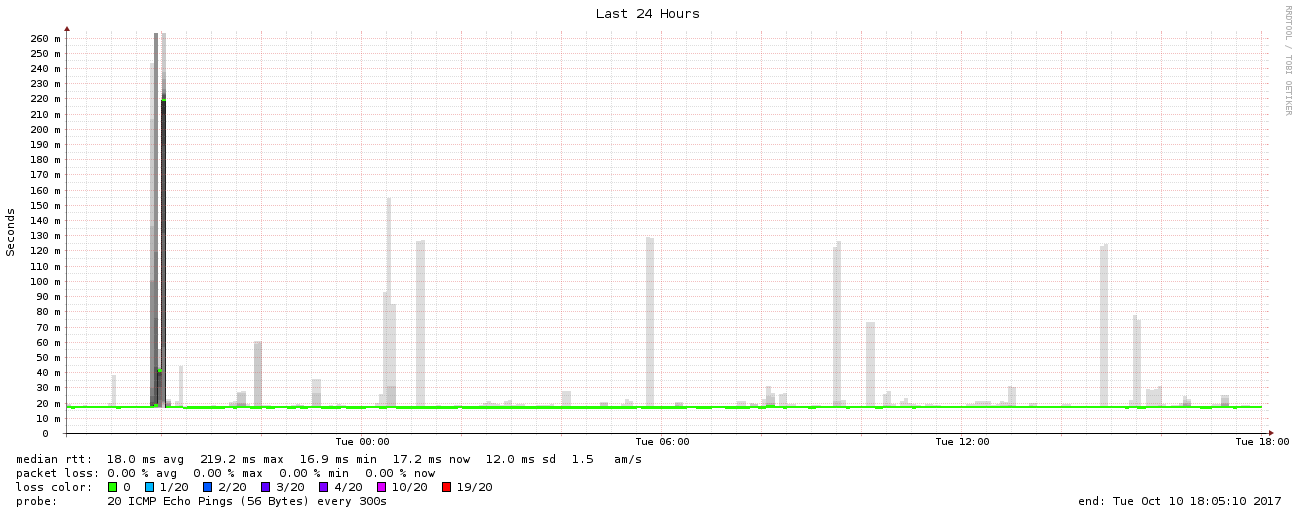 Last 24 Hours
RRDTOOL / TOBI OETIKER
Seconds
260 m
250 m
240 m
230 m
220 m
210 m
200 m
190 m
180 m
170 m
160 m
150 m
140 m
130 m
120 m
110 m
100 m
90 m
80 m
70 m
60 m
50 m
40 m
30 m
20 m
10 m
0
Tue 00:00 Tue 06:00 Tue 12:00 Tue 18:00
median rtt: 18.0 ms avg 219.2 ms max 16.9 ms min 17.2 ms now 12.0 ms sd 1.5 am/s
packet loss: 0.00 % avg 0.00 % max 0.00 % min 0.00 % now
loss color: 0 1/20 2/20 3/20 4/20 10/20 19/20
probe: 20 ICMP Echo Pings (56 Bytes) every 300s end: Tue Oct 10 18:05:10 2017